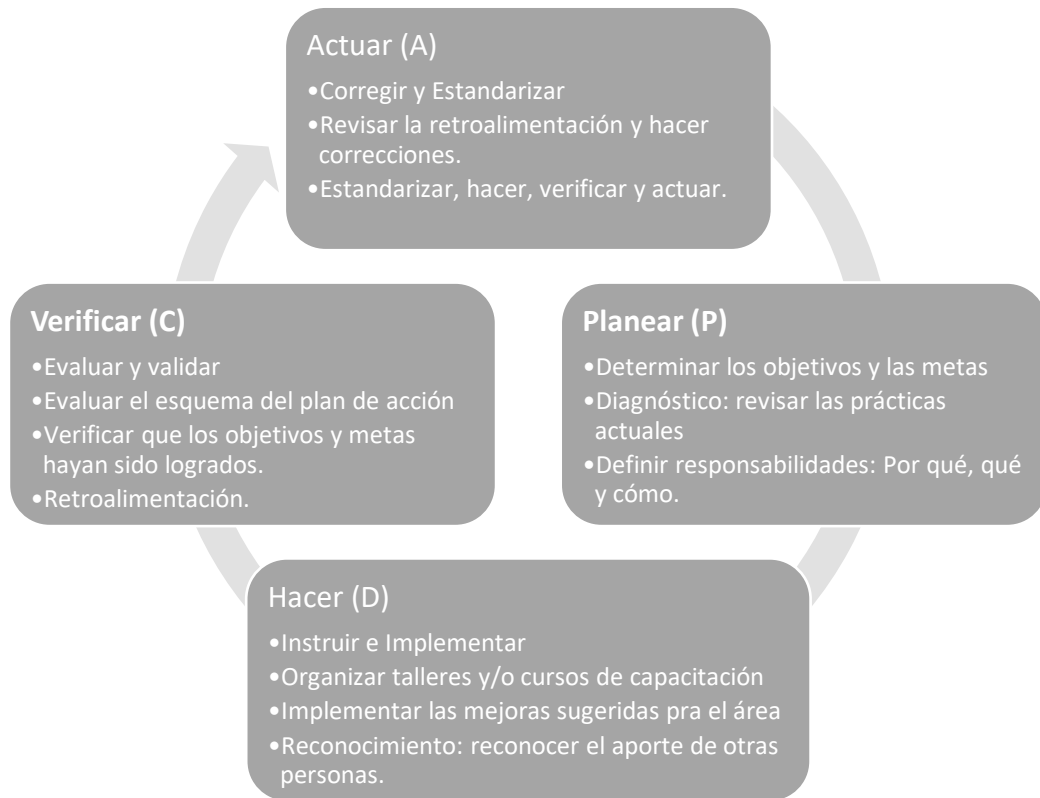 Actuar (A)
•Corregir y Estandarizar
•Revisar la retroalimentación y hacer
correcciones.
•Estandarizar, hacer, verificar y actuar.
Verificar (C)
•Evaluar y validar
•Evaluar el esquema del plan de acción
•Verificar que los objetivos y metas
hayan sido logrados.
•Retroalimentación.
Planear (P)
•Determinar los objetivos y las metas
•Diagnóstico: revisar las prácticas
actuales
•Definir responsabilidades: Por qué, qué
y cómo.
Hacer (D)
•Instruir e Implementar
•Organizar talleres y/o cursos de capacitación
•Implementar las mejoras sugeridas pra el área
•Reconocimiento: reconocer el aporte de otras
personas.